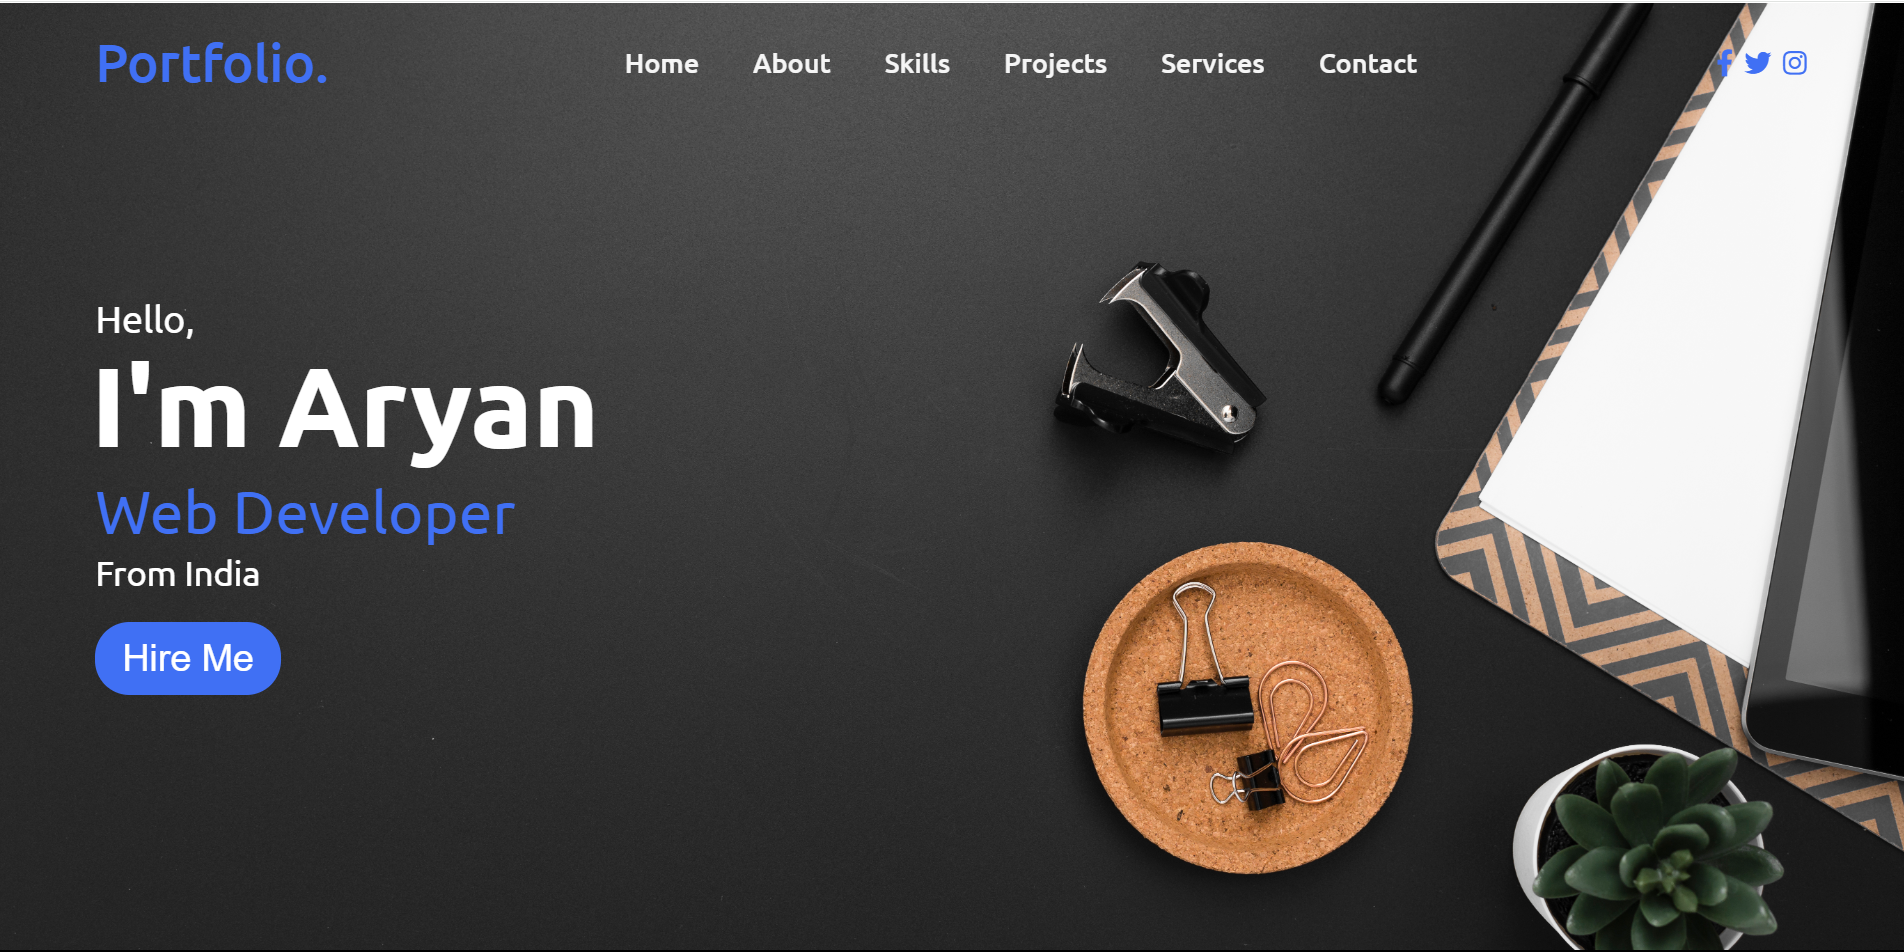 Portfolio.
Home About Skills Projects Services Contact
Hello,
I'm Aryan
Web Developer
From India
Hire Me